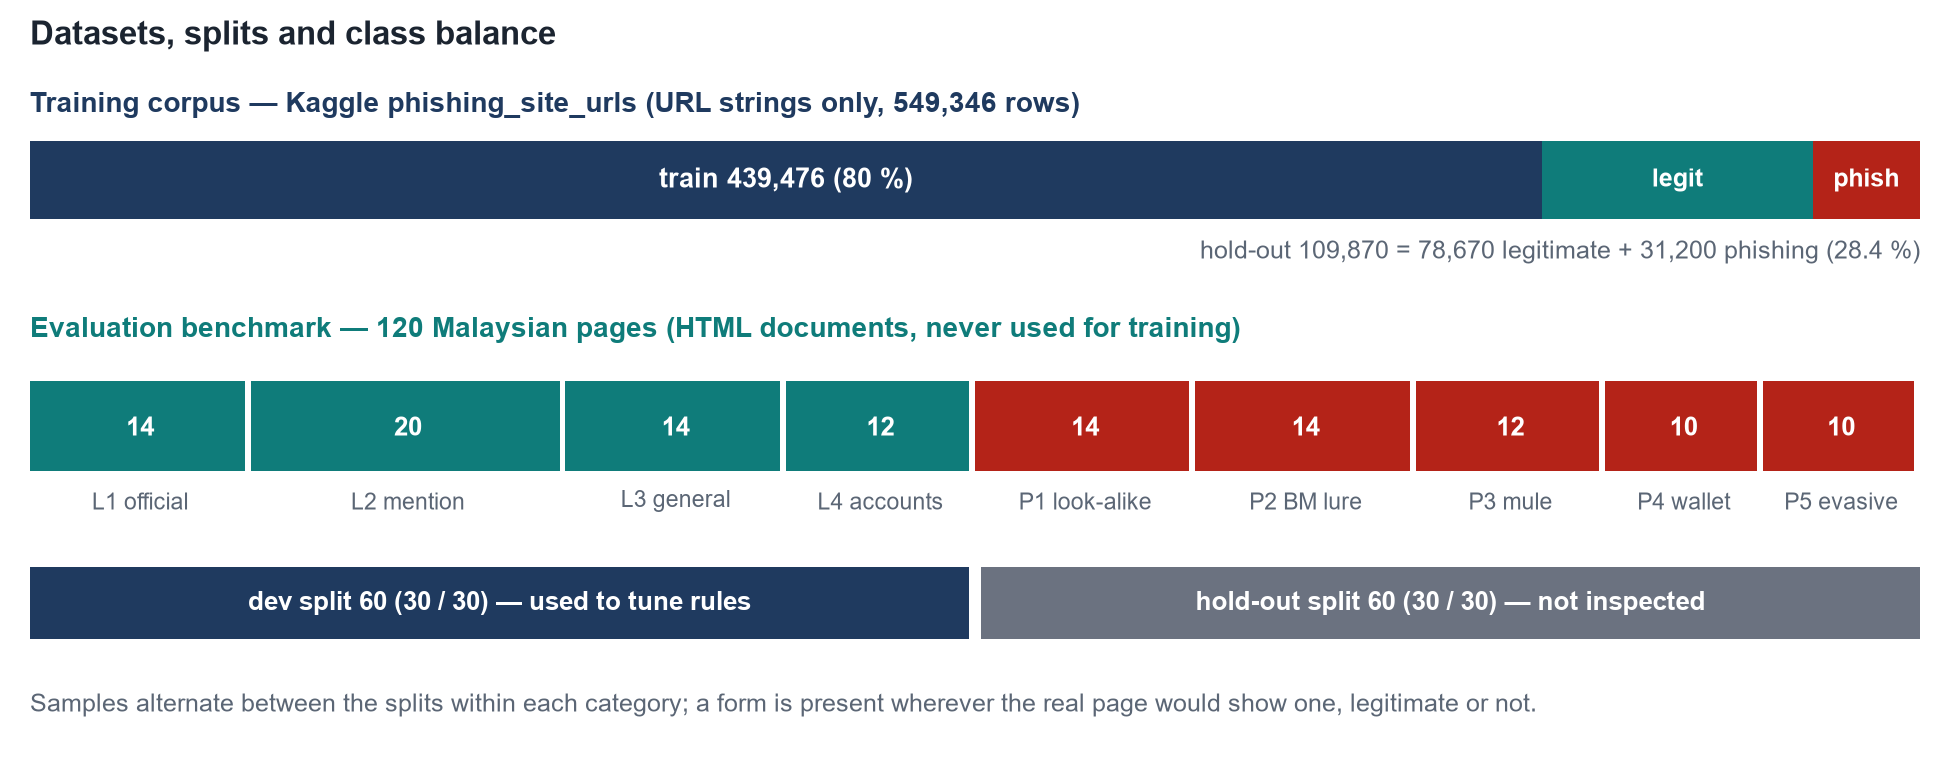 Datasets, splits and class balance
Training corpus — Kaggle phishing_site_urls (URL strings only, 549,346 rows)
train 439,476 (80 %)
legit
phish
hold-out 109,870 = 78,670 legitimate + 31,200 phishing (28.4 %)
Evaluation benchmark — 120 Malaysian pages (HTML documents, never used for training)
14
20
14
12
14
14
12
10
10
L1 official
L2 mention
L3 general
L4 accounts
P1 look-alike
P2 BM lure
P3 mule
P4 wallet
P5 evasive
dev split 60 (30 / 30) — used to tune rules
hold-out split 60 (30 / 30) — not inspected
Samples alternate between the splits within each category; a form is present wherever the real page would show one, legitimate or not.